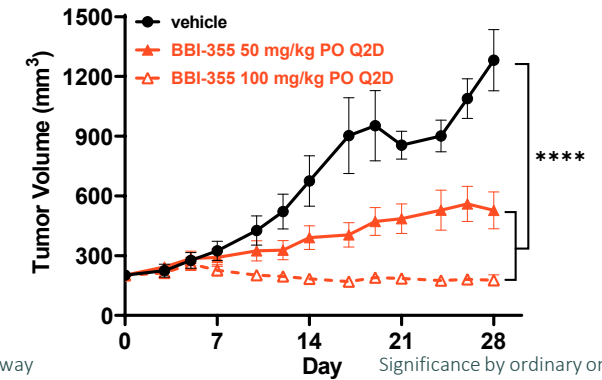 1500
1200
900
600
300
0
Tumor Volume (mm³)
vehicle
BBI-355 50 mg/kg PO Q2D
BBI-355 100 mg/kg PO Q2D
****
0 7 14 21 28
Day
way
Significance by ordinary